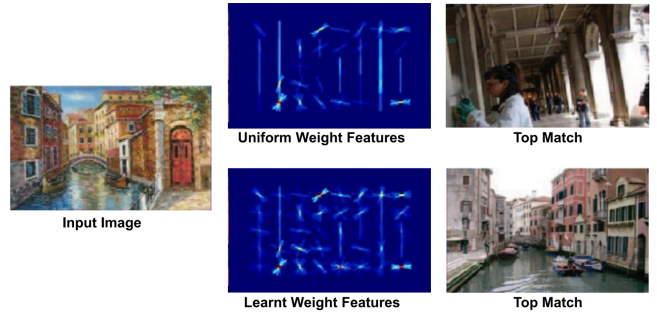 Uniform Weight Features
Top Match
Input Image
Learnt Weight Features
Top Match